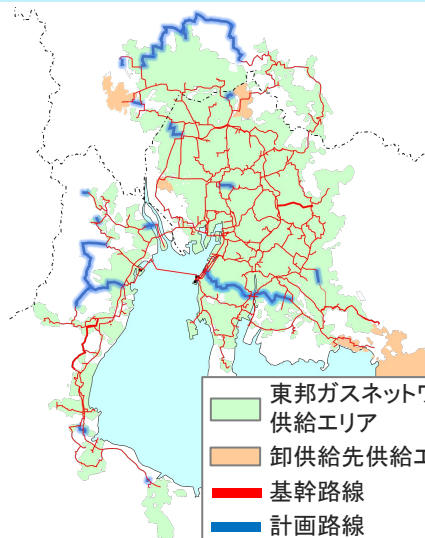 東邦ガスネットワ
供給エリア
卸供給先供給エ
基幹路線
計画路線